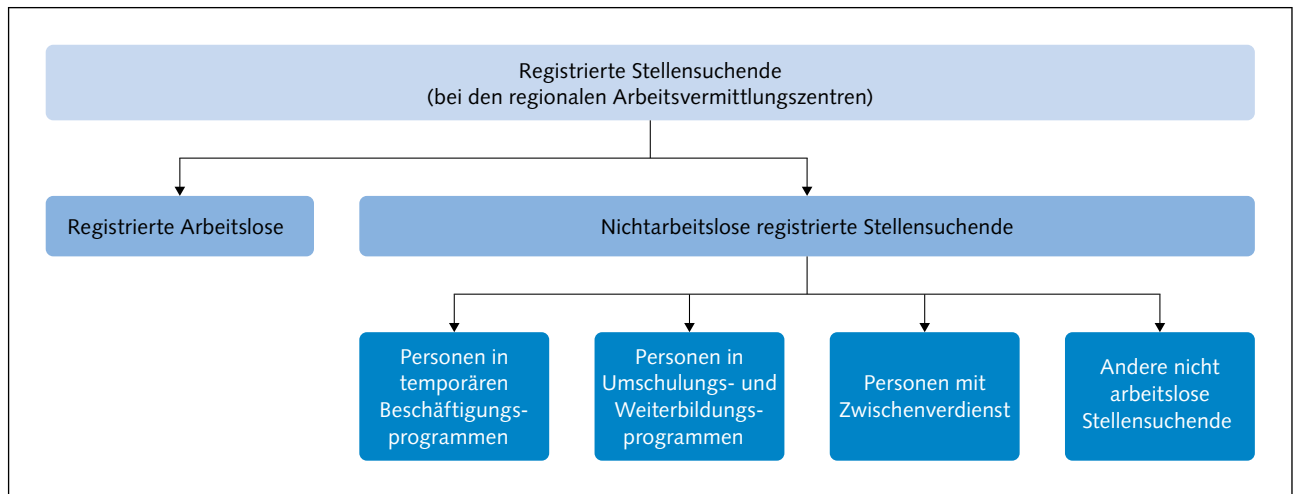 Registrierte Stellensuchende
(bei den regionalen Arbeitsvermittlungszentren)
Registrierte Arbeitslose
Nichtarbeitslose registrierte Stellensuchende
Personen in
temporären
Beschäftigungs-
programmen
Personen in
Umschulungs- und
Weiterbildungs-
programmen
Personen mit
Zwischenverdienst
Andere nicht
arbeitslose
Stellensuchende